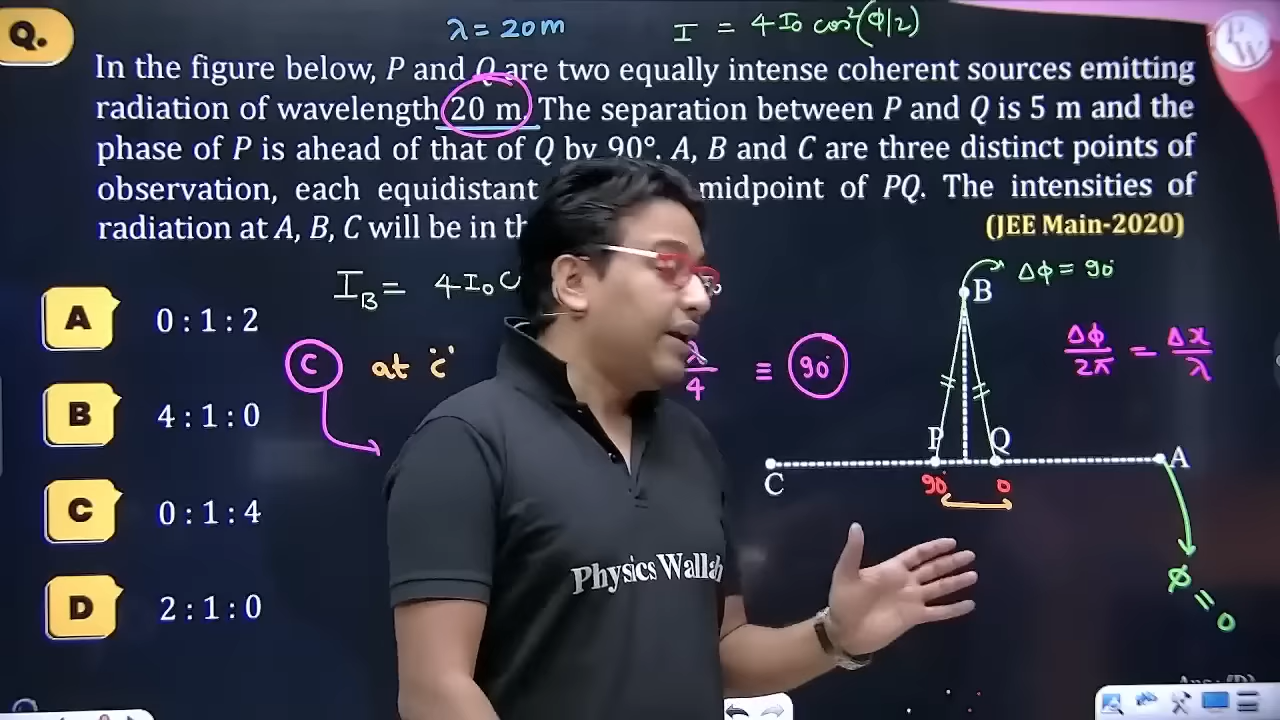 Q.
λ = 20 m
I = 4I₀ cos²(ϕ/2)
PW
In the figure below, P and Q are two equally intense coherent sources emitting
radiation of wavelength 20 m. The separation between P and Q is 5 m and the
phase of P is ahead of that of Q by 90°. A, B and C are three distinct points of
observation, each equidistant midpoint of PQ. The intensities of
radiation at A, B, C will be in
(JEE Main-2020)
I_B = 4I₀
A 0 : 1 : 2
B 4 : 1 : 0
C 0 : 1 : 4
D 2 : 1 : 0
C at 'c'
λ/4 ≡ 90°
B Δϕ = 90°
Δϕ/2π = Δx/λ
P Q
C A
90° 0
ϕ = 0
Physics Wallah